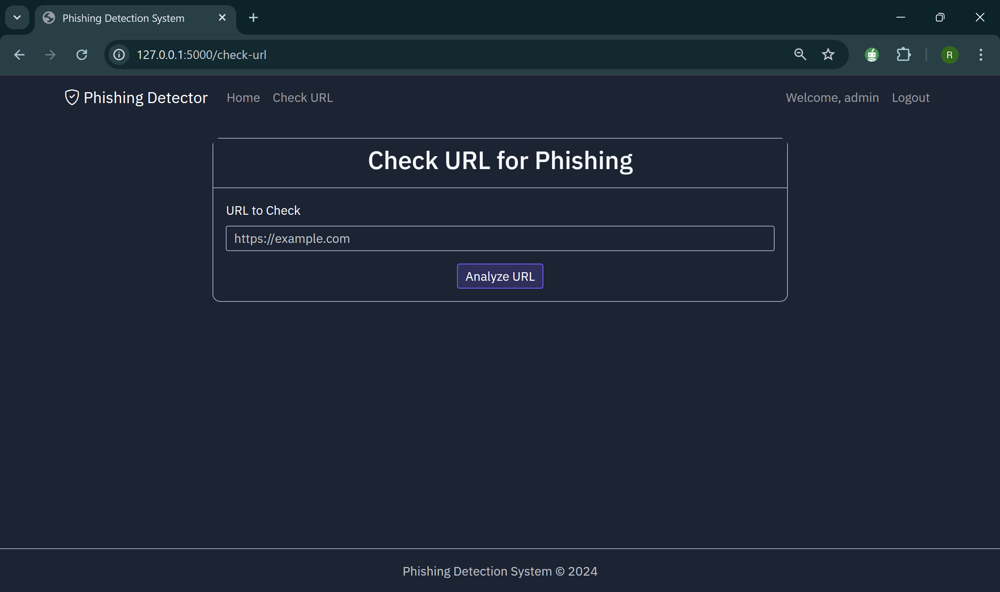 Phishing Detection System
127.0.0.1:5000/check-url
R
Phishing Detector Home Check URL Welcome, admin Logout
Check URL for Phishing
URL to Check
https://example.com
Analyze URL
Phishing Detection System © 2024